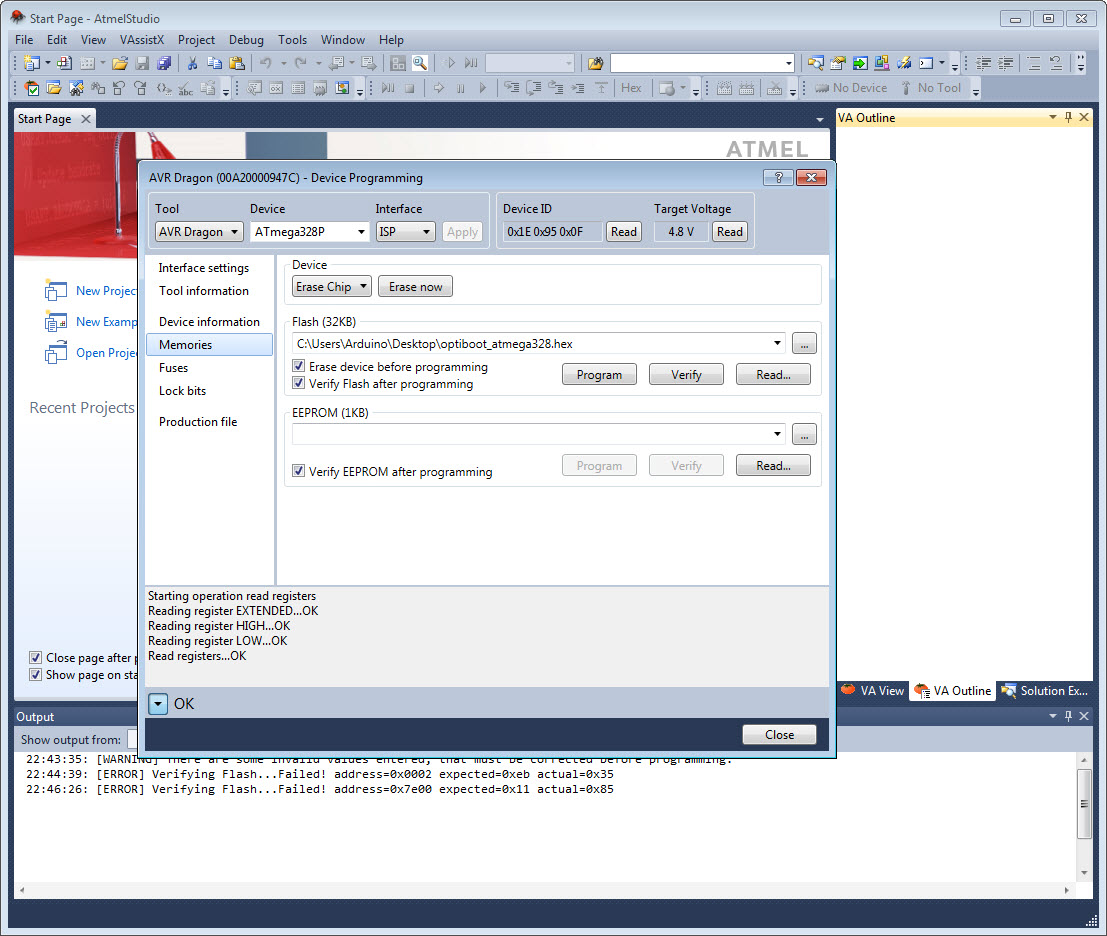 Start Page - AtmelStudio
File Edit View VAssistX Project Debug Tools Window Help
Hex No Device No Tool
Start Page
VA Outline
ATMEL
AVR Dragon (00A20000947C) - Device Programming
Tool Device Interface Device ID Target Voltage
AVR Dragon ATmega328P ISP Apply 0x1E 0x95 0x0F Read 4.8 V Read
Interface settings
Tool information
Device information
Memories
Fuses
Lock bits
Production file
Device
Erase Chip Erase now
Flash (32KB)
C:\Users\Arduino\Desktop\optiboot_atmega328.hex ...
Erase device before programming
Verify Flash after programming
Program Verify Read...
EEPROM (1KB)
...
Verify EEPROM after programming
Program Verify Read...
New Projec
New Examp
Open Projec
Recent Projects
Close page after p
Show page on sta
Starting operation read registers
Reading register EXTENDED...OK
Reading register HIGH...OK
Reading register LOW...OK
Read registers...OK
OK
Close
VA View VA Outline Solution Ex...
Output
Show output from:
22:43:35: [WARNING] There are some invalid values entered, that must be corrected before programming.
22:44:39: [ERROR] Verifying Flash...Failed! address=0x0002 expected=0xeb actual=0x35
22:46:26: [ERROR] Verifying Flash...Failed! address=0x7e00 expected=0x11 actual=0x85